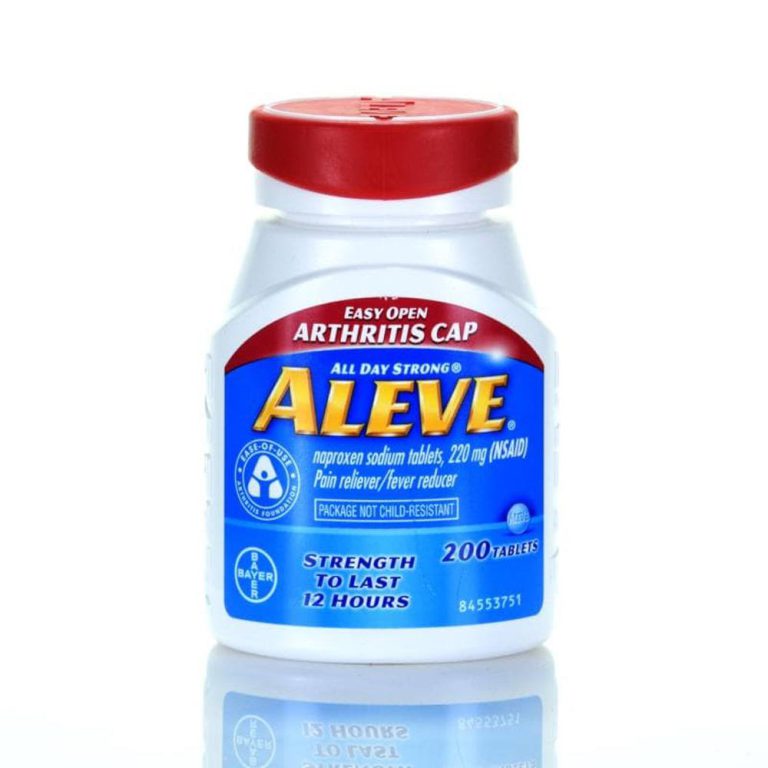 EASY OPEN
ARTHRITIS CAP
ALL DAY STRONG®
ALEVE®
naproxen sodium tablets, 220 mg (NSAID)
Pain reliever/fever reducer
PACKAGE NOT CHILD-RESISTANT
EASE-OF-USE
ARTHRITIS FOUNDATION
200 TABLETS
BAYER
BAYER
STRENGTH
TO LAST
12 HOURS
84553751